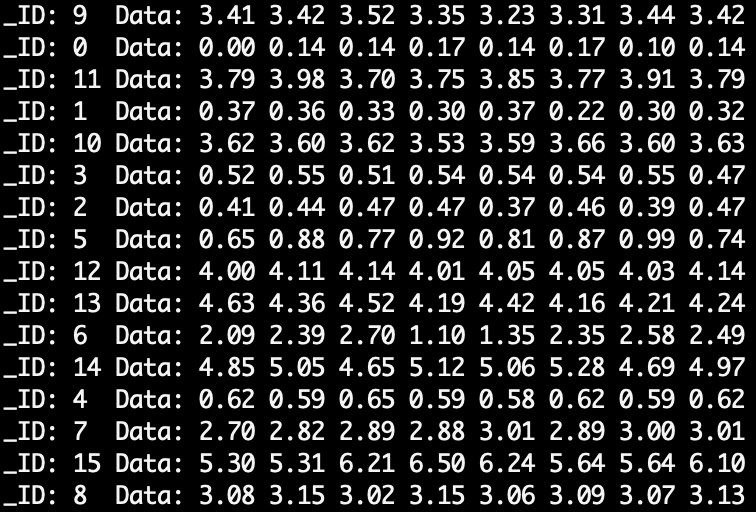 _ID: 9  Data: 3.41 3.42 3.52 3.35 3.23 3.31 3.44 3.42
_ID: 0  Data: 0.00 0.14 0.14 0.17 0.14 0.17 0.10 0.14
_ID: 11 Data: 3.79 3.98 3.70 3.75 3.85 3.77 3.91 3.79
_ID: 1  Data: 0.37 0.36 0.33 0.30 0.37 0.22 0.30 0.32
_ID: 10 Data: 3.62 3.60 3.62 3.53 3.59 3.66 3.60 3.63
_ID: 3  Data: 0.52 0.55 0.51 0.54 0.54 0.54 0.55 0.47
_ID: 2  Data: 0.41 0.44 0.47 0.47 0.37 0.46 0.39 0.47
_ID: 5  Data: 0.65 0.88 0.77 0.92 0.81 0.87 0.99 0.74
_ID: 12 Data: 4.00 4.11 4.14 4.01 4.05 4.05 4.03 4.14
_ID: 13 Data: 4.63 4.36 4.52 4.19 4.42 4.16 4.21 4.24
_ID: 6  Data: 2.09 2.39 2.70 1.10 1.35 2.35 2.58 2.49
_ID: 14 Data: 4.85 5.05 4.65 5.12 5.06 5.28 4.69 4.97
_ID: 4  Data: 0.62 0.59 0.65 0.59 0.58 0.62 0.59 0.62
_ID: 7  Data: 2.70 2.82 2.89 2.88 3.01 2.89 3.00 3.01
_ID: 15 Data: 5.30 5.31 6.21 6.50 6.24 5.64 5.64 6.10
_ID: 8  Data: 3.08 3.15 3.02 3.15 3.06 3.09 3.07 3.13